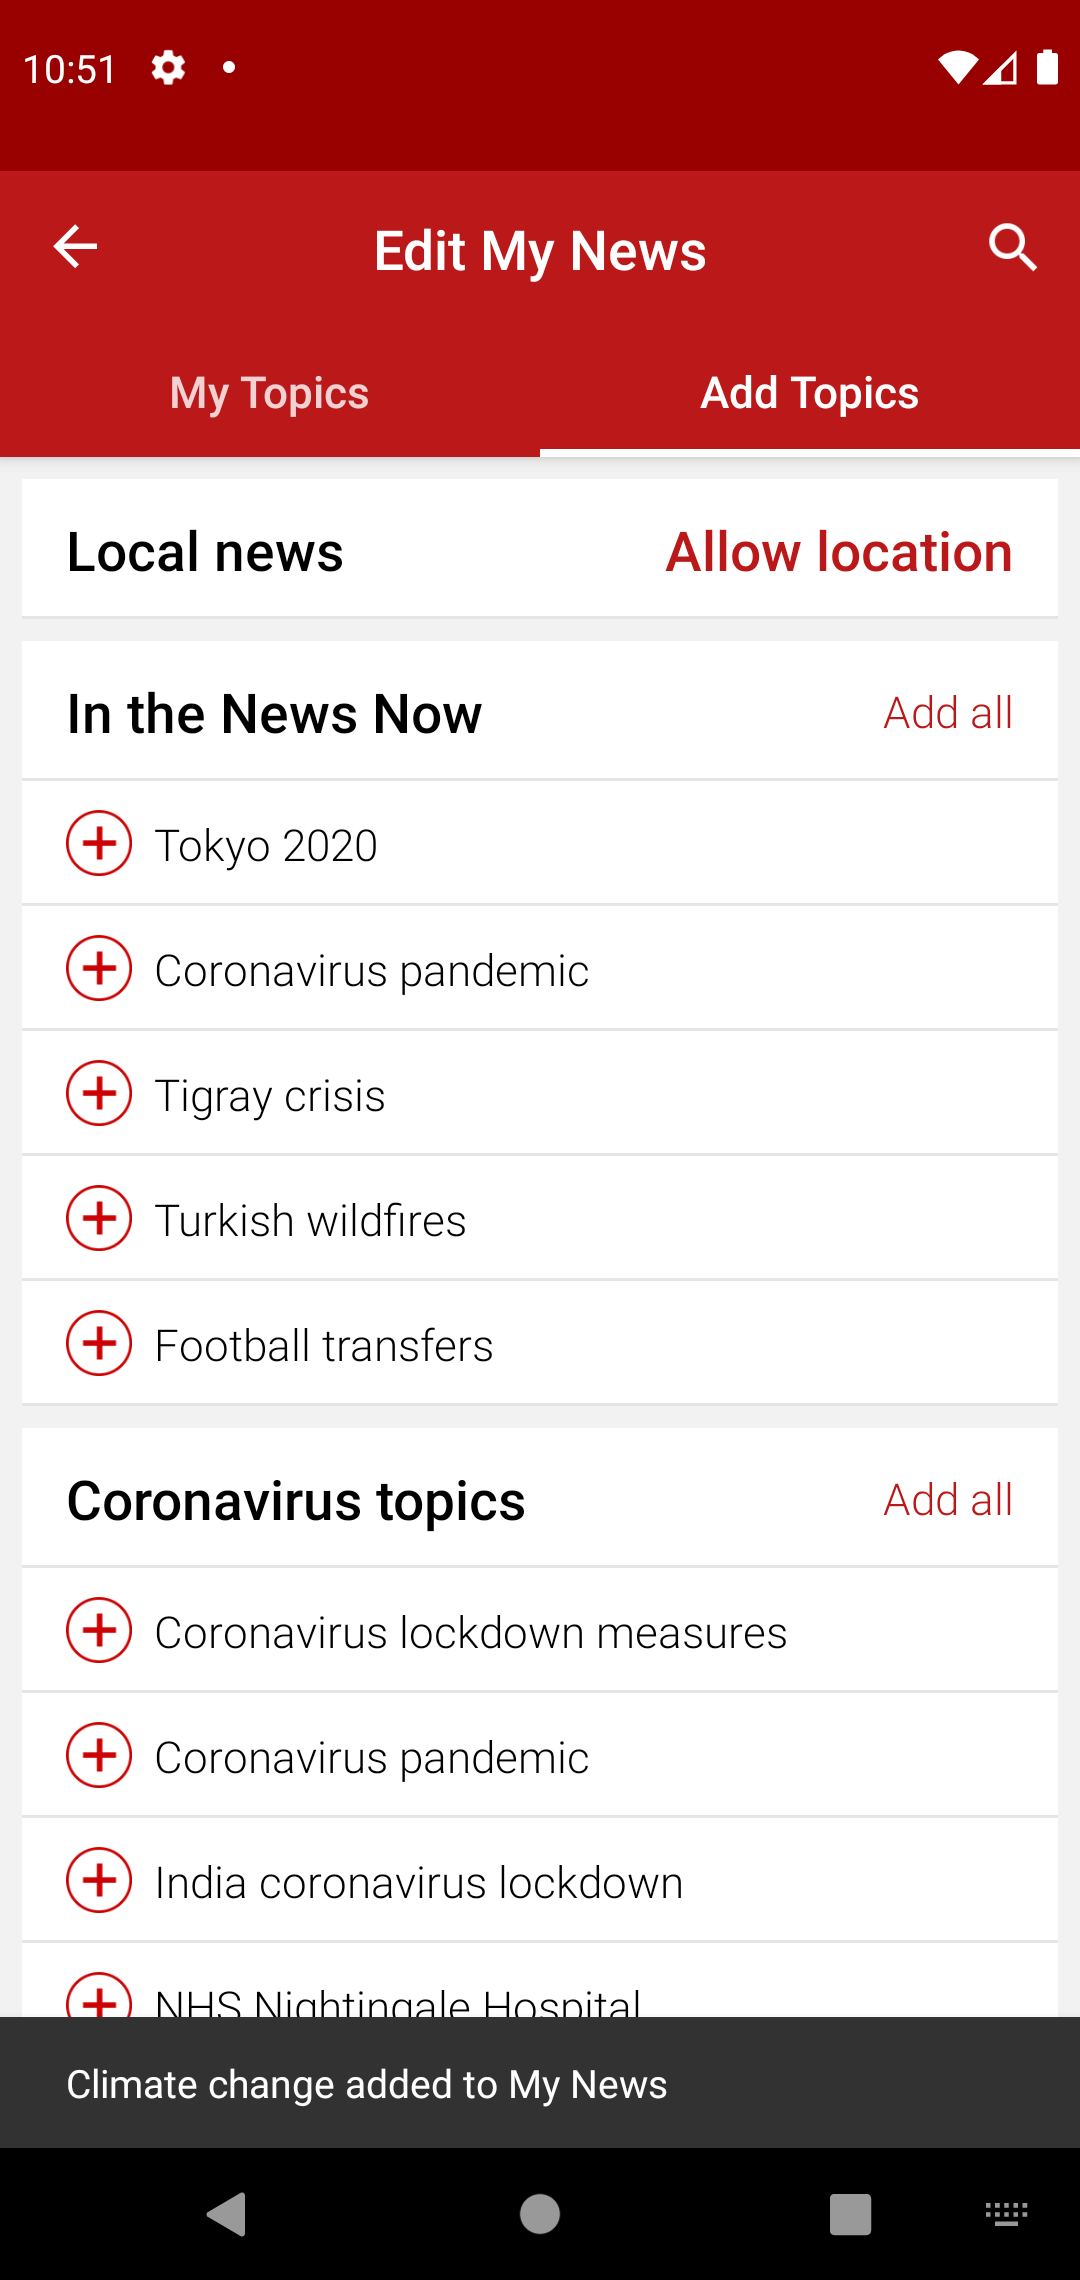 10:51
Edit My News
My Topics
Add Topics
Local news
Allow location
In the News Now
Add all
Tokyo 2020
Coronavirus pandemic
Tigray crisis
Turkish wildfires
Football transfers
Coronavirus topics
Add all
Coronavirus lockdown measures
Coronavirus pandemic
India coronavirus lockdown
NHS Nightingale Hospital
Climate change added to My News